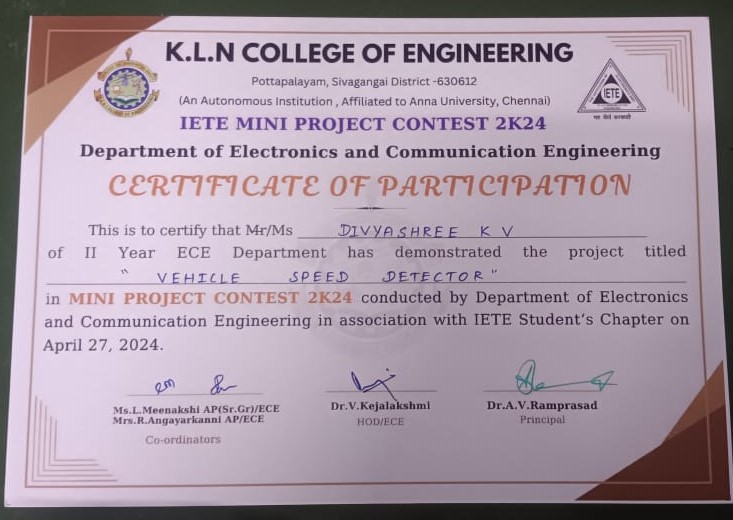 K.L.N COLLEGE OF ENGINEERING
Pottapalayam, Sivagangai District -630612
(An Autonomous Institution , Affiliated to Anna University, Chennai)
IETE
IETE MINI PROJECT CONTEST 2K24
Department of Electronics and Communication Engineering
CERTIFICATE OF PARTICIPATION
This is to certify that Mr/Ms DIVYASHREE K V
of II Year ECE Department has demonstrated the project titled
" VEHICLE SPEED DETECTOR"
in MINI PROJECT CONTEST 2K24 conducted by Department of Electronics
and Communication Engineering in association with IETE Student's Chapter on
April 27, 2024.
Ms.L.Meenakshi AP(Sr.Gr)/ECE
Mrs.R.Angayarkanni AP/ECE
Co-ordinators
Dr.V.Kejalakshmi
HOD/ECE
Dr.A.V.Ramprasad
Principal